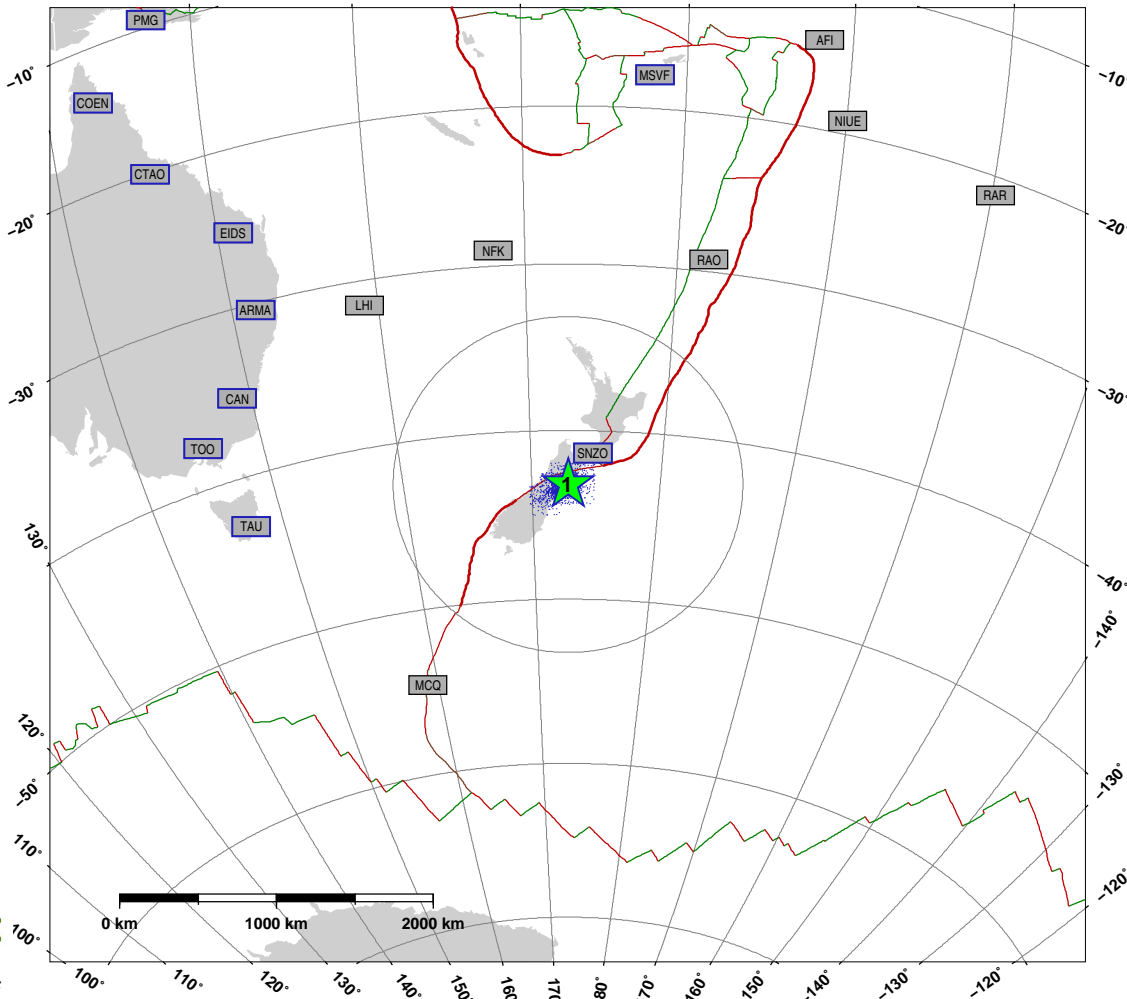 PMG
AFI
−10°
−10°
MSVF
COEN
NIUE
CTAO
RAR
−20°
−20°
EIDS
NFK
RAO
LHI
ARMA
−30°
−30°
CAN
TOO
SNZO
1
TAU
130°
−40°
−140°
MCQ
120°
−50°
−130°
110°
−120°
0 km 1000 km 2000 km
100°
100° 110° 120° 130° 140° 150° 160° 170° 180° 170° 160° −150° −140° −130° −120°